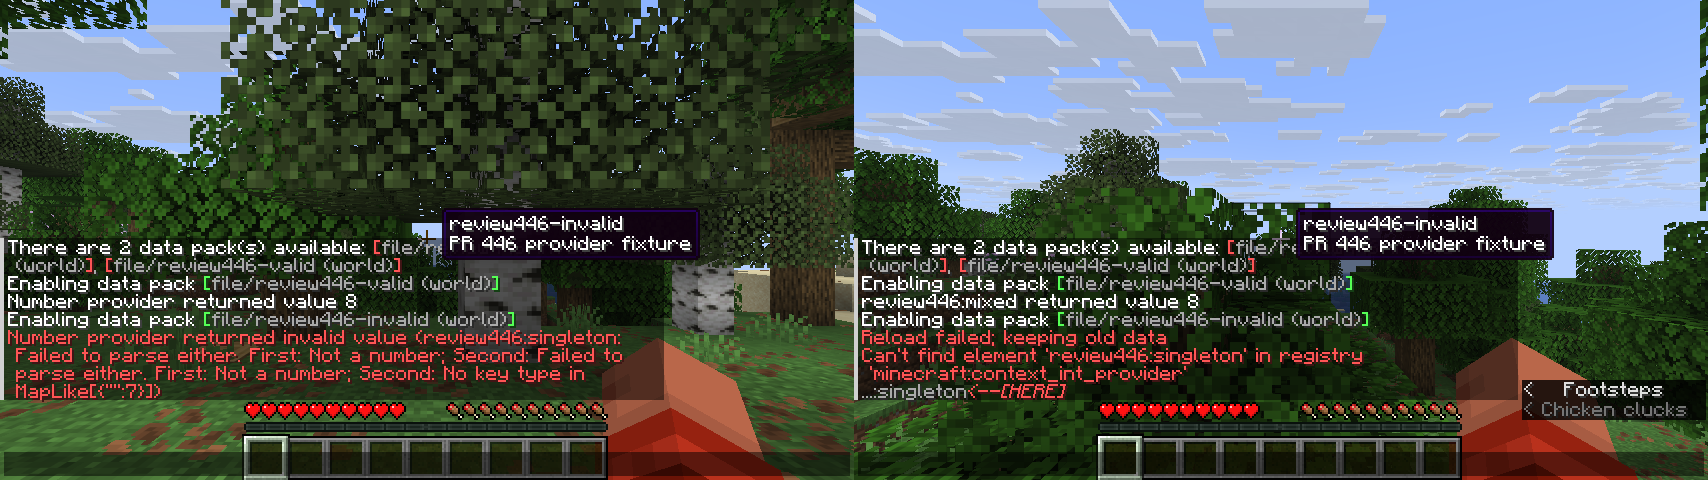 review446-invalid
PR 446 provider fixture
There are 2 data pack(s) available: [file/re
(world)], [file/review446-valid (world)]
Enabling data pack [file/review446-valid (world)]
Number provider returned value 8
Enabling data pack [file/review446-invalid (world)]
Number provider returned invalid value (review446:singleton:
Failed to parse either. First: Not a number; Second: Failed to
parse either. First: Not a number; Second: No key type in
MapLike[{"":7}])
review446-invalid
PR 446 provider fixture
There are 2 data pack(s) available: [file/re
(world)], [file/review446-valid (world)]
Enabling data pack [file/review446-valid (world)]
review446:mixed returned value 8
Enabling data pack [file/review446-invalid (world)]
Reload failed; keeping old data
Can't find element 'review446:singleton' in registry
'minecraft:context_int_provider'
...:singleton<--[HERE]
< Footsteps
< Chicken clucks